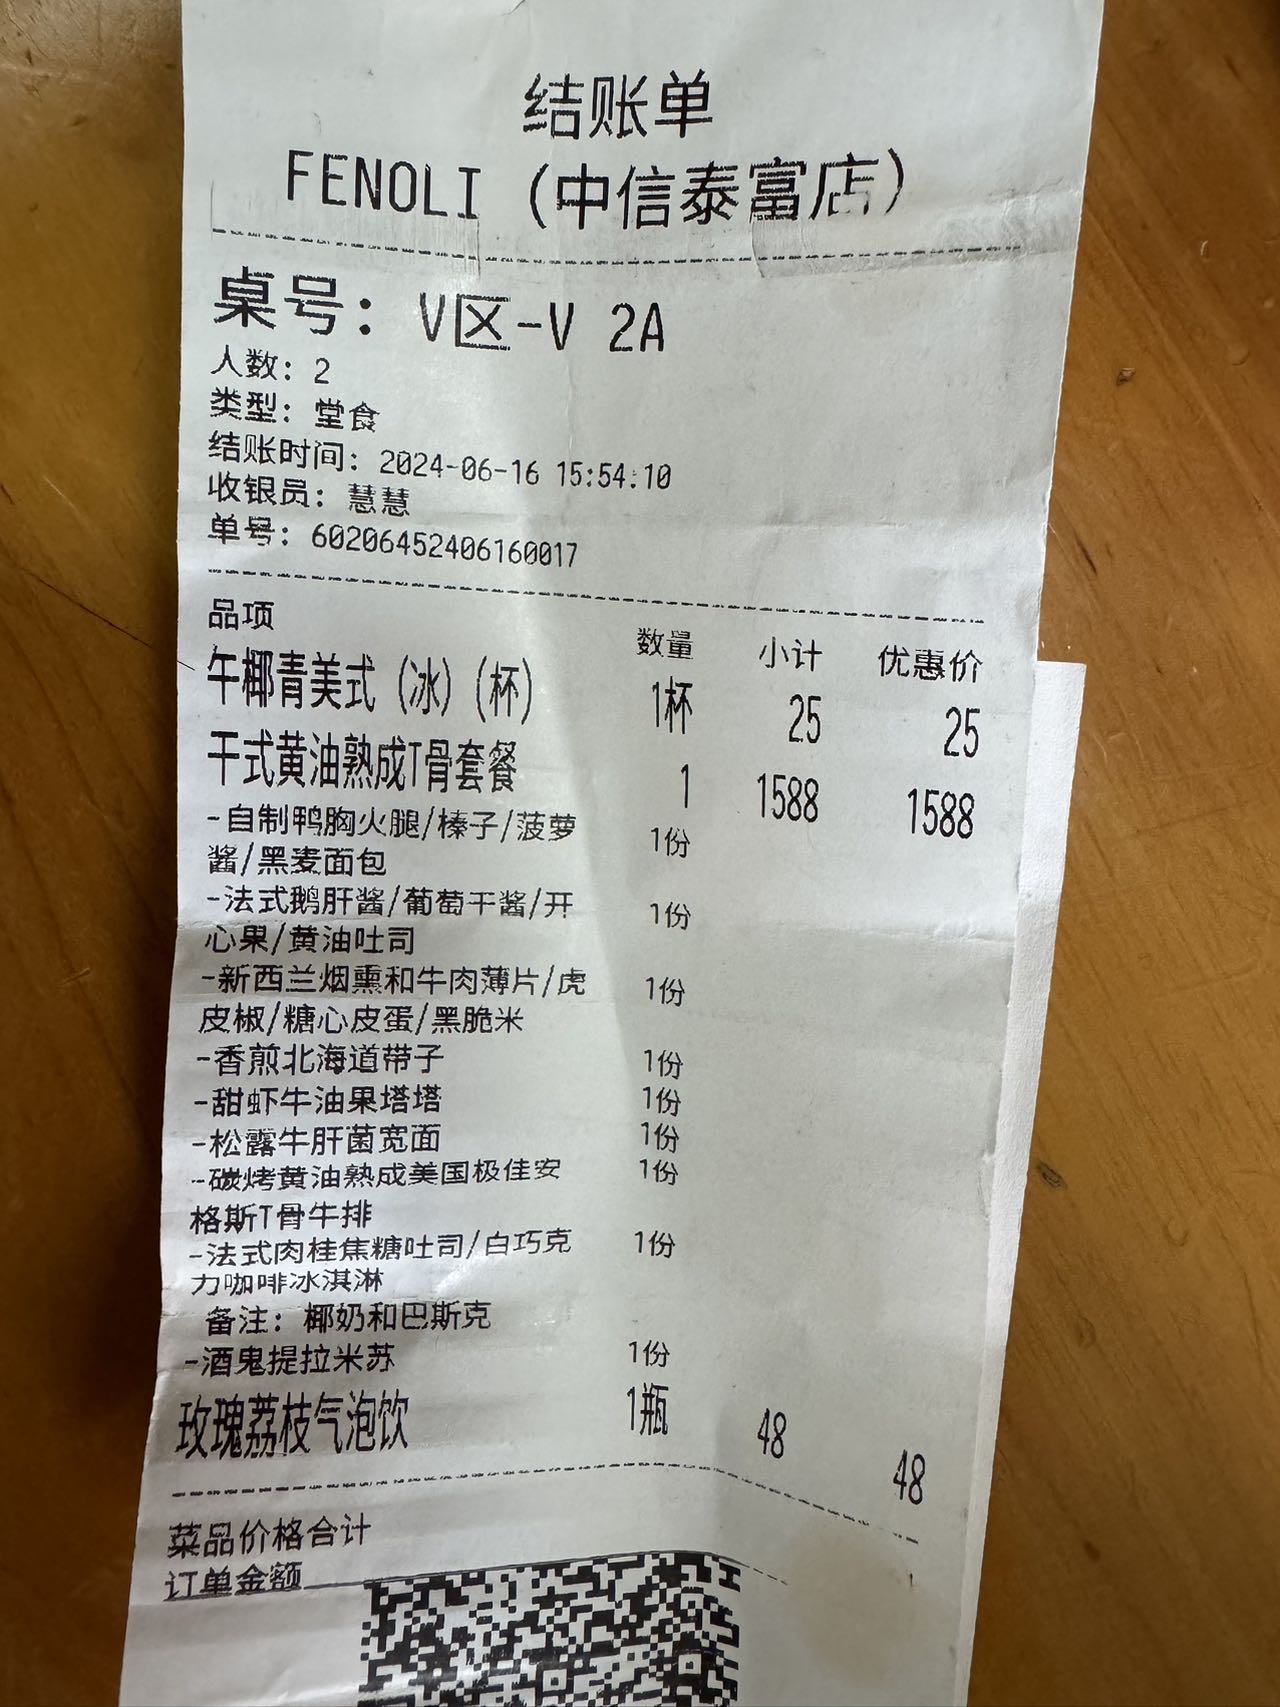 结账单
FENOLI（中信泰富店）
桌号：V区-V 2A
人数：2
类型：堂食
结账时间：2024-06-16 15:54:10
收银员：慧慧
单号：602064524061600​17
品项 数量 小计 优惠价
午椰青美式（冰）（杯） 1杯 25 25
干式黄油熟成T骨套餐 1 1588 1588
-自制鸭胸火腿/榛子/菠萝 1份
酱/黑麦面包
-法式鹅肝酱/葡萄干酱/开 1份
心果/黄油吐司
-新西兰烟熏和牛肉薄片/虎 1份
皮椒/糖心皮蛋/黑脆米
-香煎北海道带子 1份
-甜虾牛油果塔塔 1份
-松露牛肝菌宽面 1份
-碳烤黄油熟成美国极佳安 1份
格斯T骨牛排
-法式肉桂焦糖吐司/白巧克 1份
力咖啡冰淇淋
备注：椰奶和巴斯克
-酒鬼提拉米苏 1份
玫瑰荔枝气泡饮 1瓶 48 48
菜品价格合计
订单金额